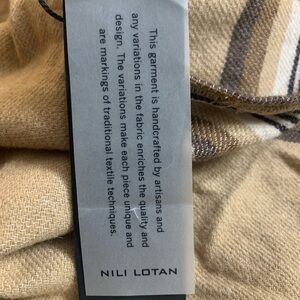 This garment is handcrafted by artisans and
any variations in the fabric enriches the quality and
design. The variations make each piece unique and
are markings of traditional textile techniques.
NILI LOTAN